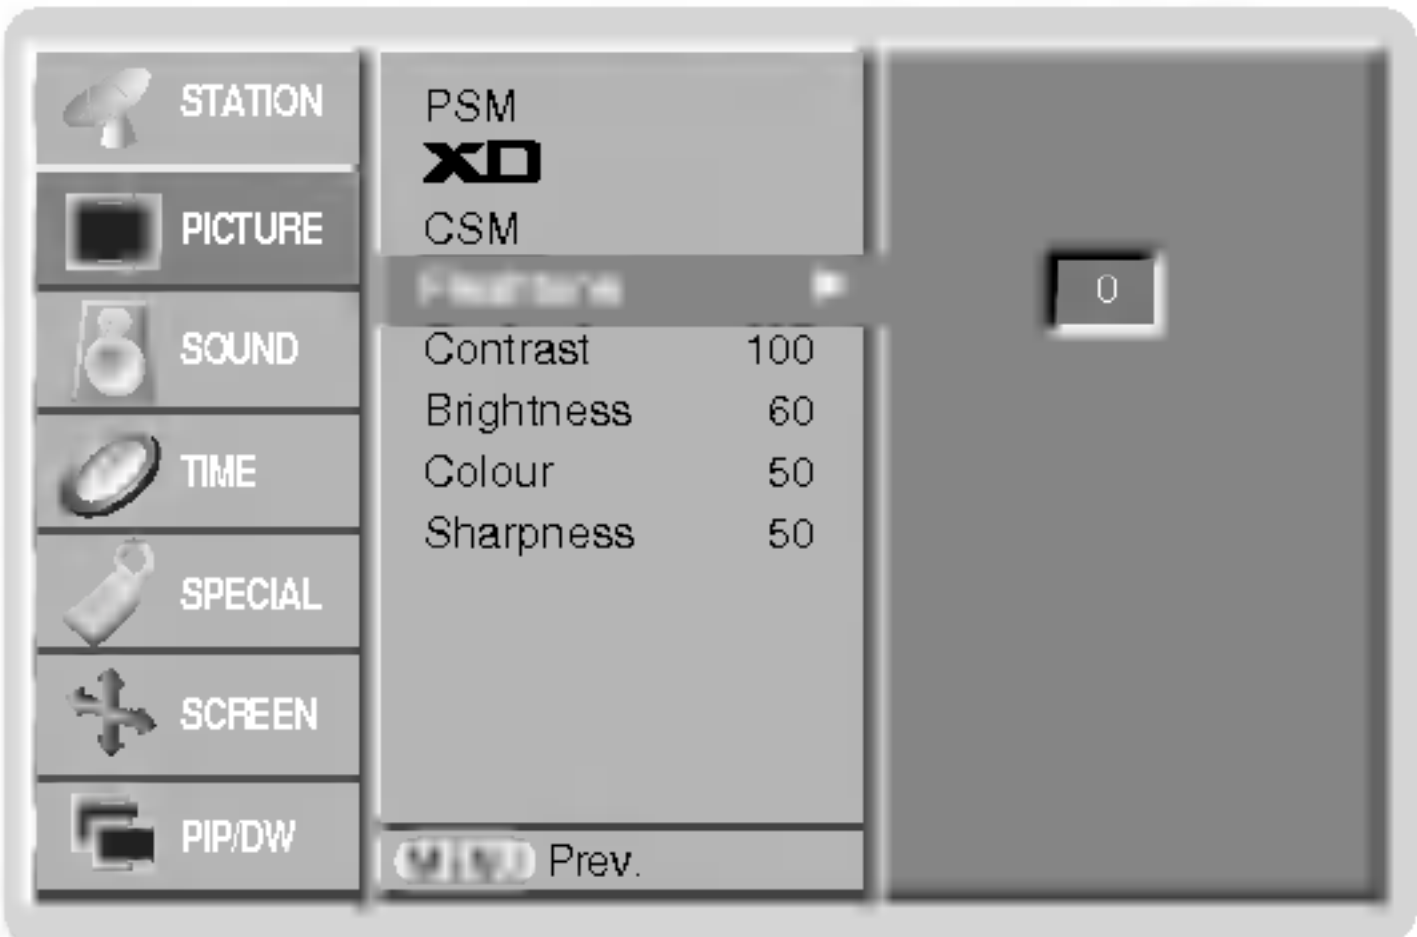 STATION
PICTURE
SOUND
TIME
SPECIAL
SCREEN
PIP/DW
PSM
XD
CSM
Contrast 100
Brightness 60
Colour 50
Sharpness 50
Prev.
0